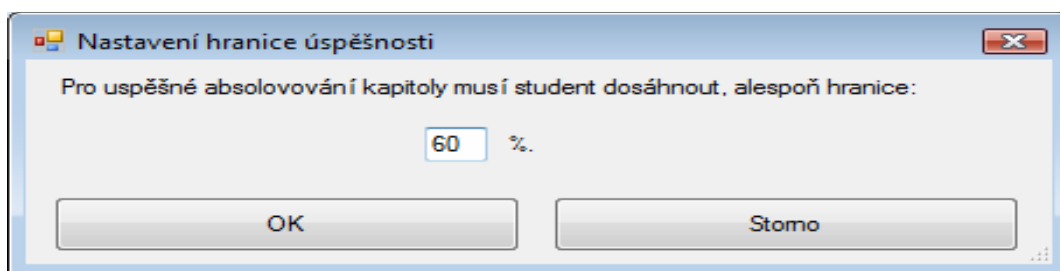 Nastavení hranice úspěšnosti
Pro uspěšné absolovování kapitoly musí student dosáhnout, alespoň hranice:
60 %.
OK
Storno